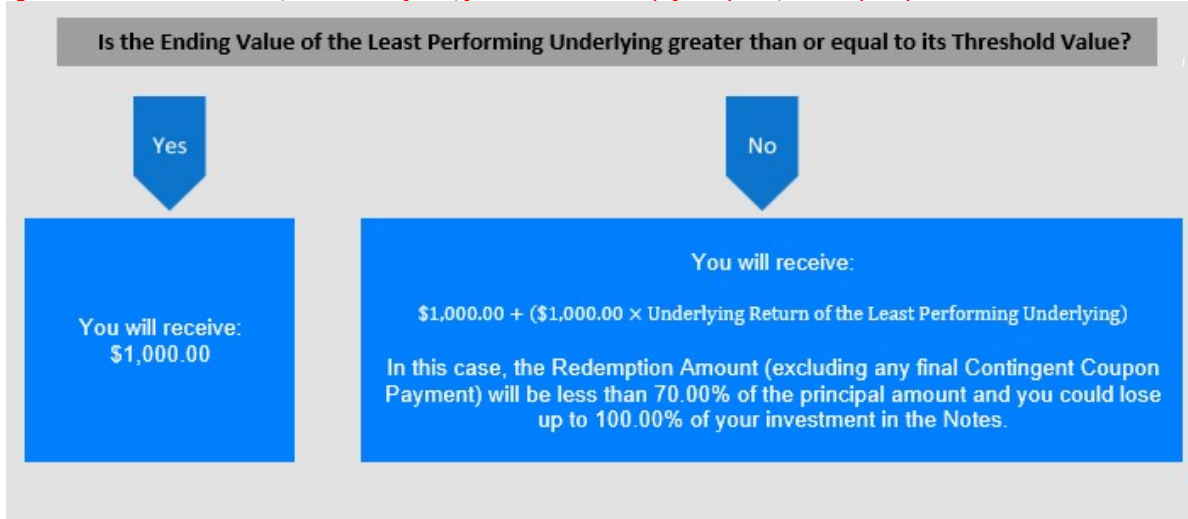 Is the Ending Value of the Least Performing Underlying greater than or equal to its Threshold Value?
Yes
No
You will receive:
$1,000.00
You will receive:
$1,000.00 + ($1,000.00 × Underlying Return of the Least Performing Underlying)
In this case, the Redemption Amount (excluding any final Contingent Coupon
Payment) will be less than 70.00% of the principal amount and you could lose
up to 100.00% of your investment in the Notes.